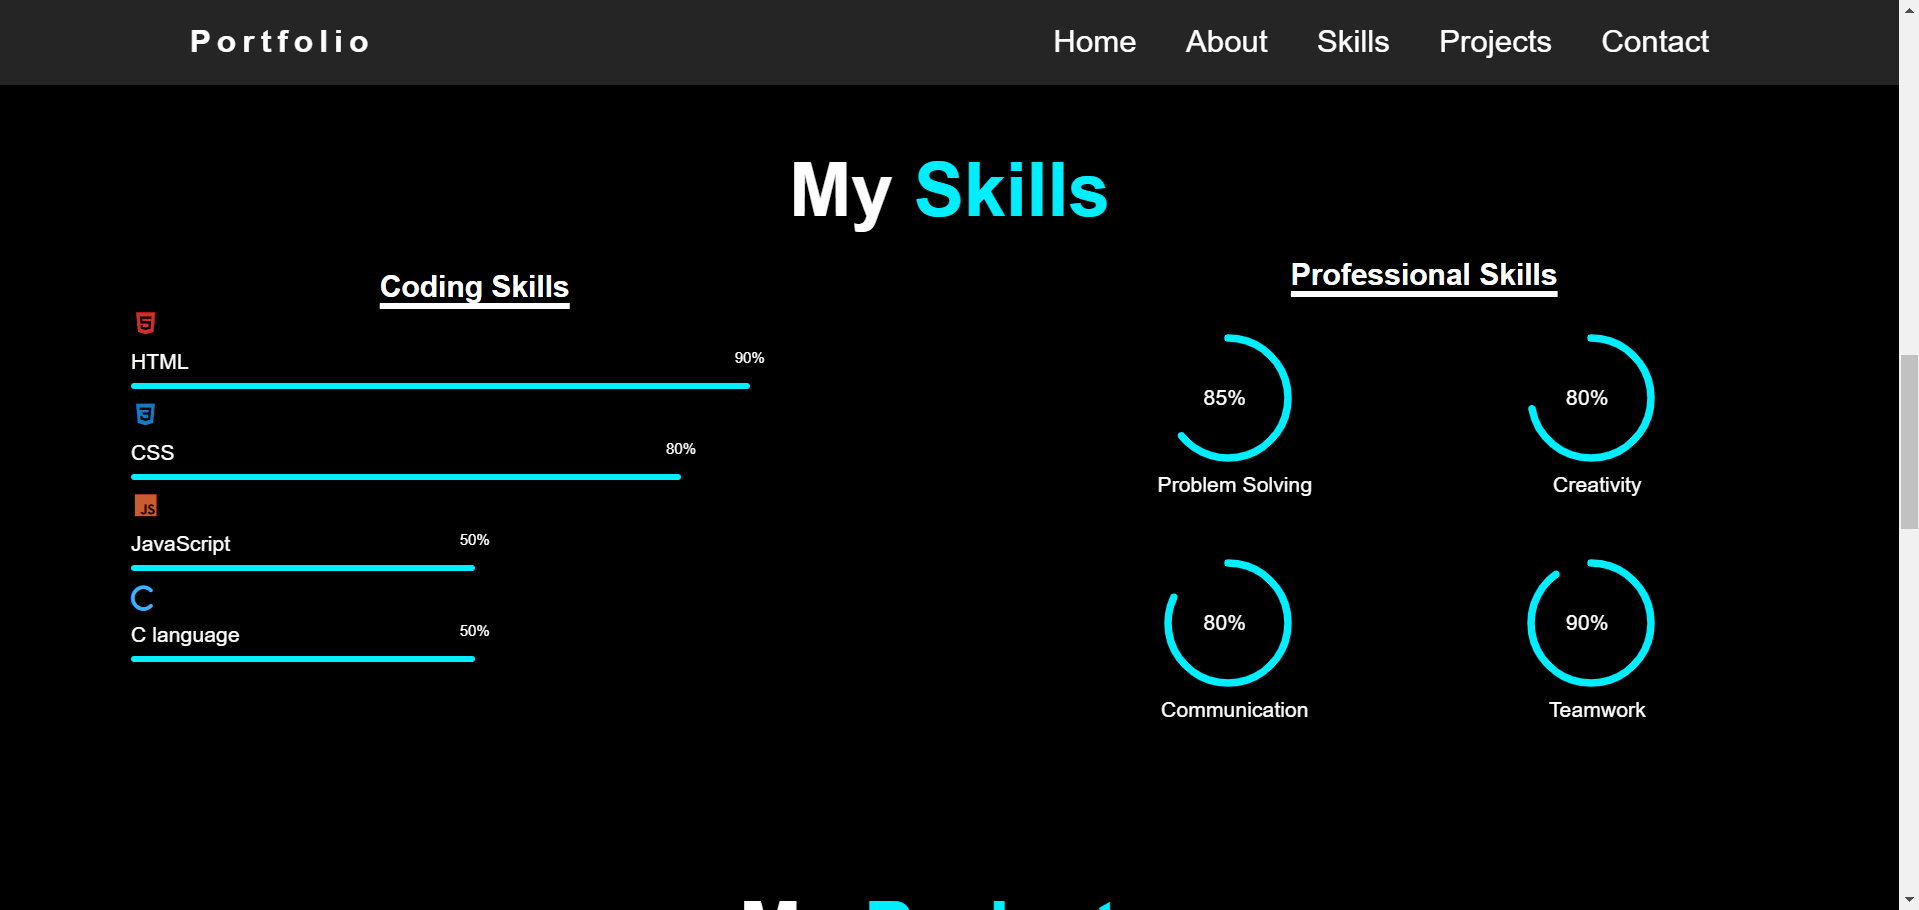 Portfolio
Home About Skills Projects Contact
My Skills
Coding Skills
HTML 90%
CSS 80%
JS
JavaScript 50%
C language 50%
Professional Skills
85% 80%
Problem Solving Creativity
80% 90%
Communication Teamwork